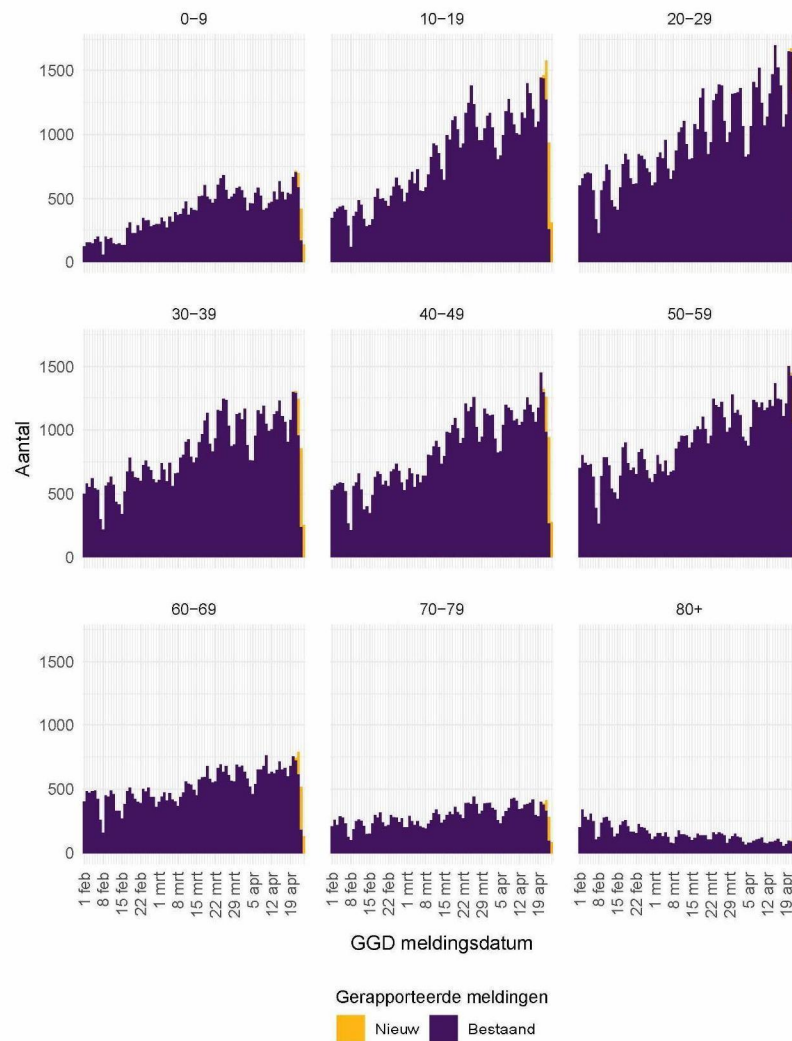 0−9
10−19
20−29
1500
1000
500
0
30−39
40−49
50−59
1500
1000
500
0
Aantal
60−69
70−79
80+
1500
1000
500
0
1 feb
8 feb
15 feb
22 feb
1 mrt
8 mrt
15 mrt
22 mrt
29 mrt
5 apr
12 apr
19 apr
1 feb
8 feb
15 feb
22 feb
1 mrt
8 mrt
15 mrt
22 mrt
29 mrt
5 apr
12 apr
19 apr
1 feb
8 feb
15 feb
22 feb
1 mrt
8 mrt
15 mrt
22 mrt
29 mrt
5 apr
12 apr
19 apr
GGD meldingsdatum
Gerapporteerde meldingen
Nieuw Bestaand